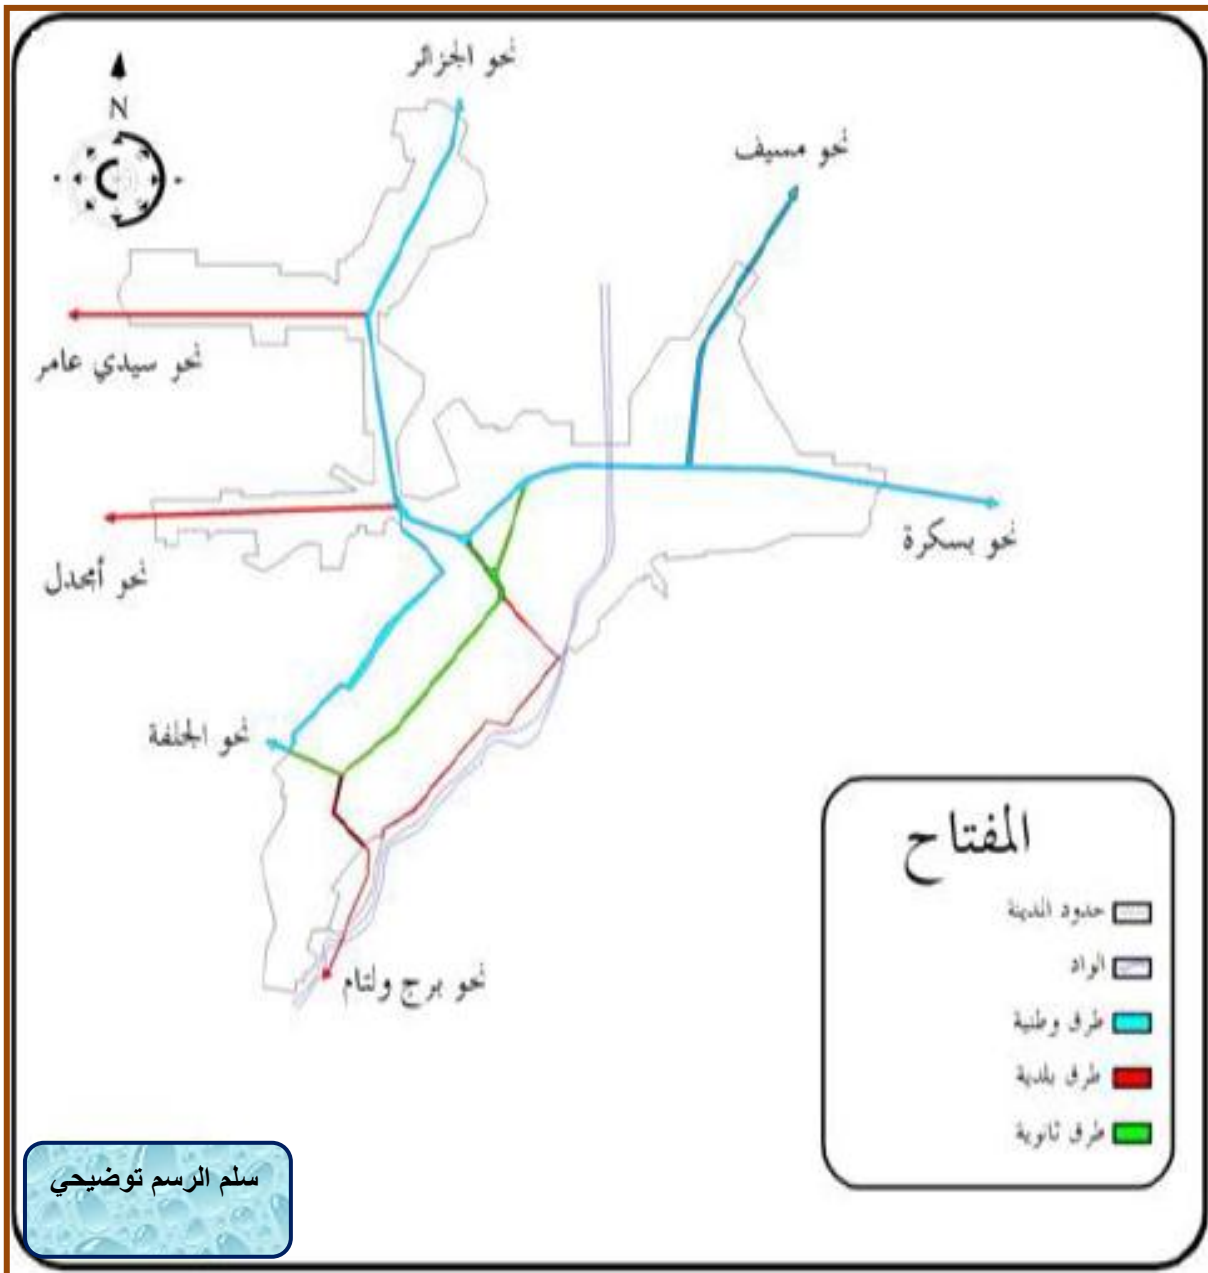 نحو الجزائر
N
نحو مسيف
نحو سيدي عامر
نحو بسكرة
نحو أمجدل
نحو الجلفة
نحو برج ولتام
المفتاح
حدود المدينة
الواد
طرق وطنية
طرق بلدية
طرق ثانوية
سلم الرسم توضيحي